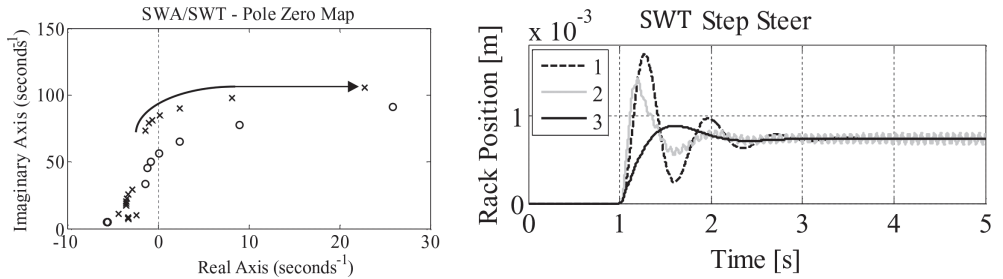 SWA/SWT - Pole Zero Map
Imaginary Axis (seconds⁻¹)
150
100
50
0
-10
0
10
20
30
Real Axis (seconds⁻¹)
SWT Step Steer
x 10⁻³
Rack Position [m]
1
0
1
2
3
0
1
2
3
4
5
Time [s]